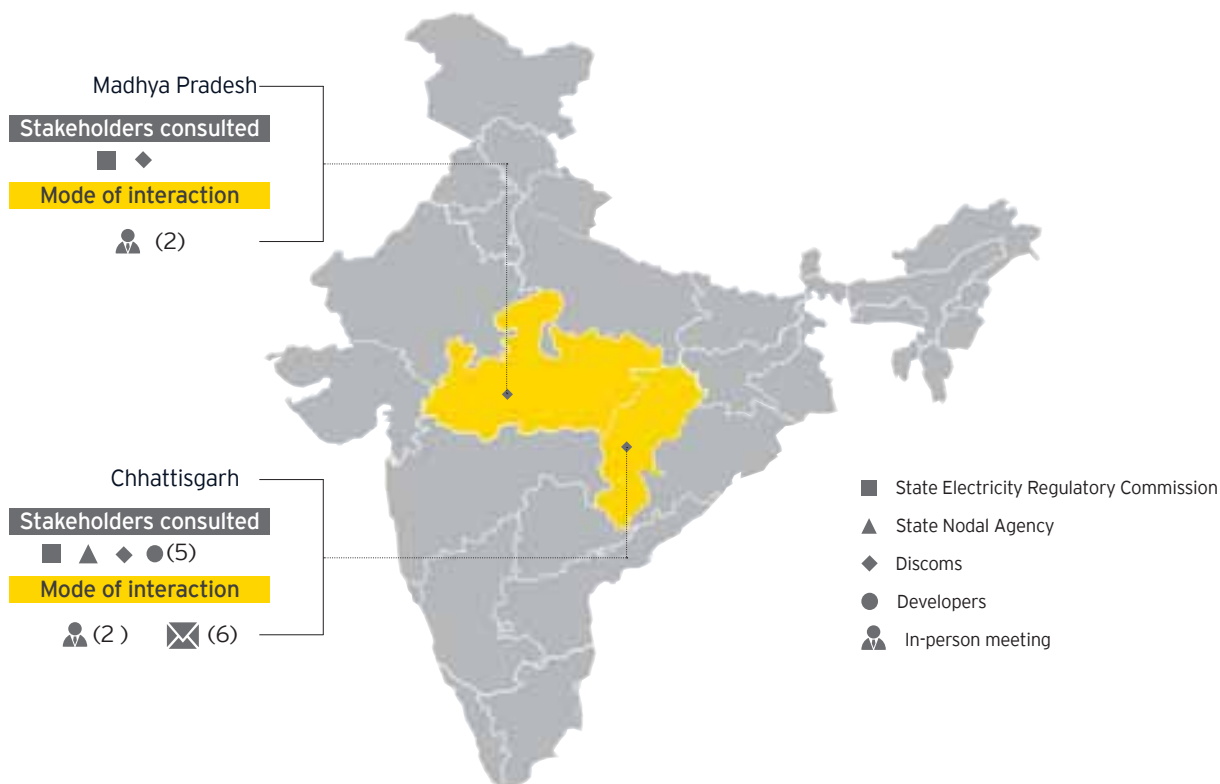 Madhya Pradesh
Stakeholders consulted
Mode of interaction
(2)
Chhattisgarh
Stakeholders consulted
(5)
Mode of interaction
(2 ) (6)
State Electricity Regulatory Commission
State Nodal Agency
Discoms
Developers
In-person meeting